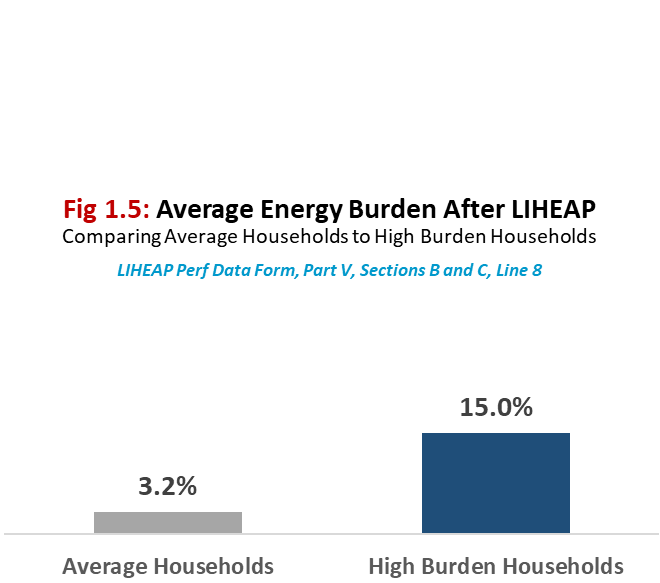 Fig 1.5: Average Energy Burden After LIHEAP
Comparing Average Households to High Burden Households
LIHEAP Perf Data Form, Part V, Sections B and C, Line 8
15.0%
3.2%
Average Households
High Burden Households